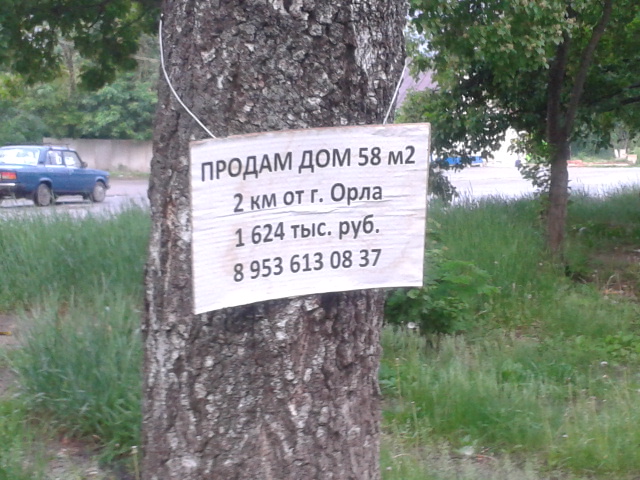 ПРОДАМ ДОМ 58 м2
2 км от г. Орла
1 624 тыс. руб.
8 953 613 08 37